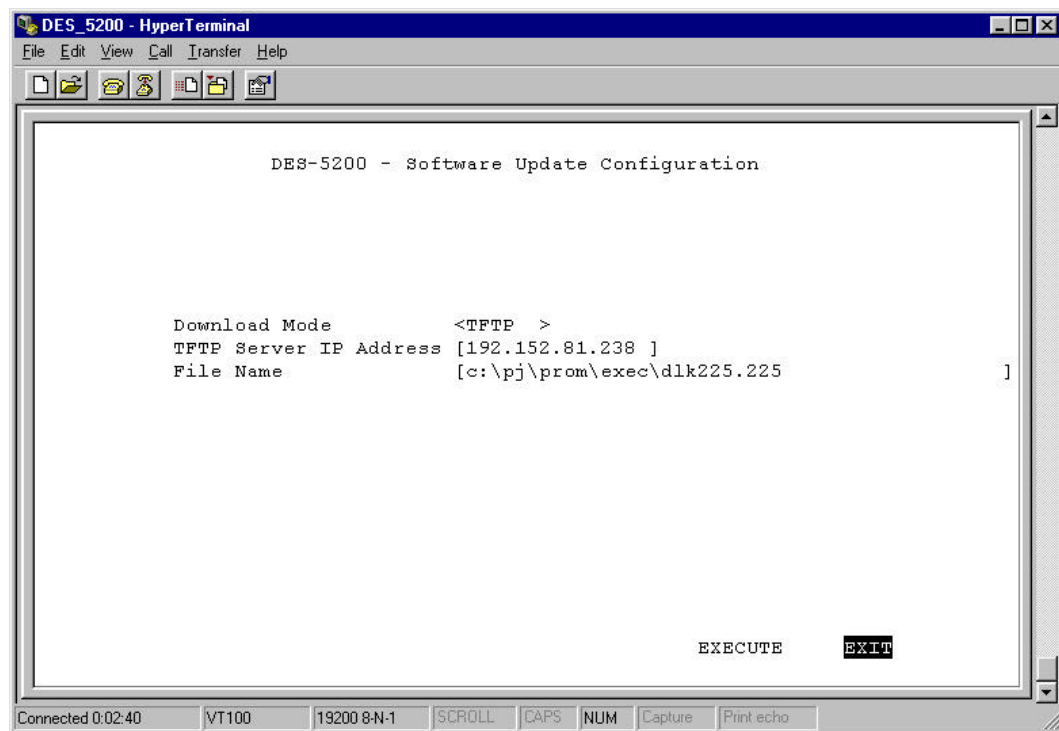 DES_5200 - HyperTerminal
File Edit View Call Transfer Help
DES-5200 - Software Update Configuration
Download Mode <TFTP >
TFTP Server IP Address [192.152.81.238 ]
File Name [c:\pj\prom\exec\dlk225.225 ]
EXECUTE EXIT
Connected 0:02:40 VT100 19200 8-N-1 SCROLL CAPS NUM Capture Print echo